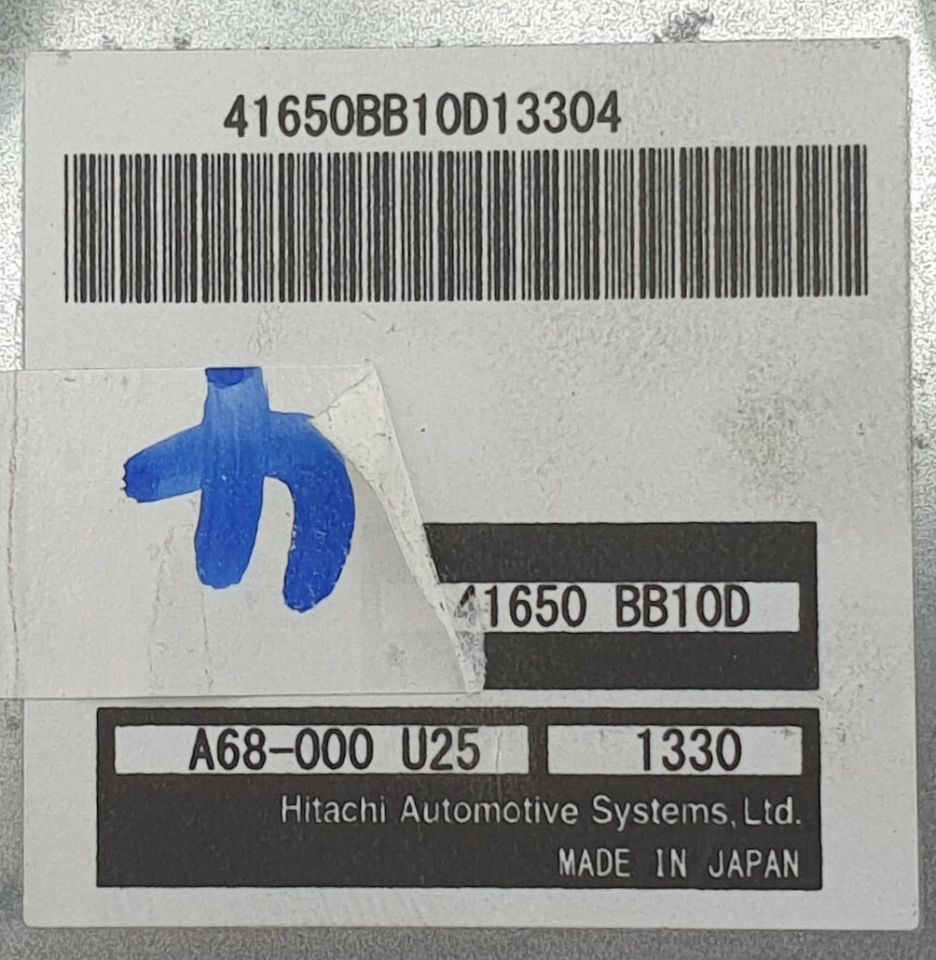 41650BB10D13304
カ
41650 BB10D
A68-000 U25 1330
Hitachi Automotive Systems, Ltd.
MADE IN JAPAN